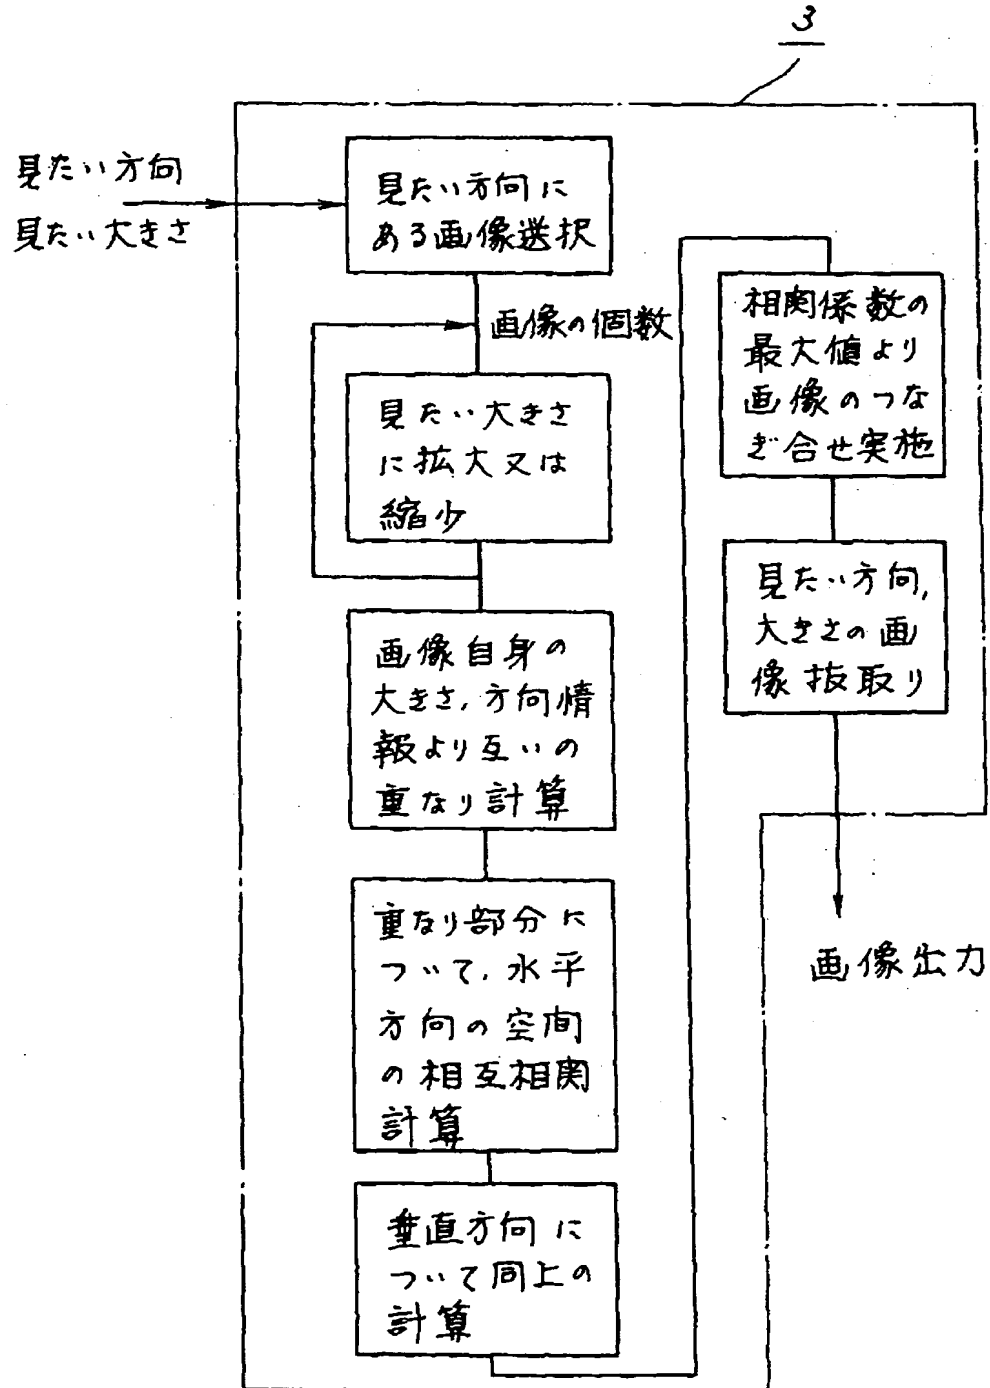 3
見たい方向
見たい大きさ
見たい方向に
ある画像選択
画像の個数
見たい大きさ
に拡大又は
縮少
画像自身の
大きさ,方向情
報より互いの
重なり計算
重なり部分に
ついて,水平
方向の空間
の相互相関
計算
垂直方向に
ついて同上の
計算
相関係数の
最大値より
画像のつな
ぎ合せ実施
見たい方向,
大きさの画
像抜取り
画像出力